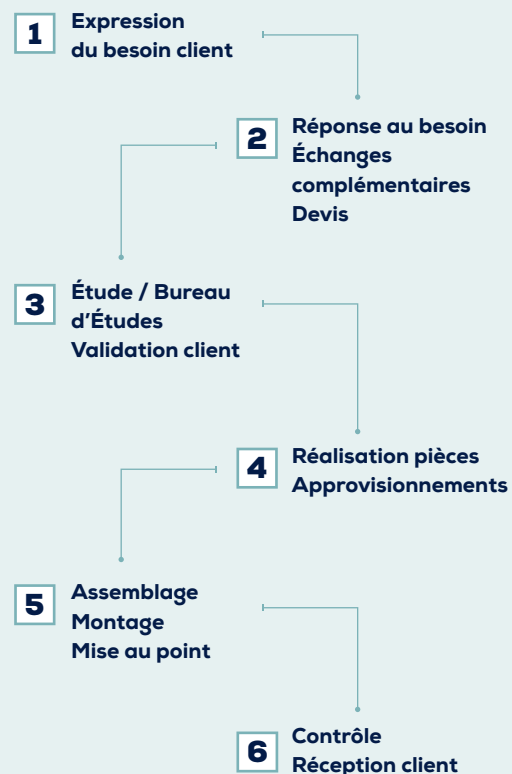 1
Expression
du besoin client
2
Réponse au besoin
Échanges
complémentaires
Devis
3
Étude / Bureau
d’Études
Validation client
4
Réalisation pièces
Approvisionnements
5
Assemblage
Montage
Mise au point
6
Contrôle
Réception client